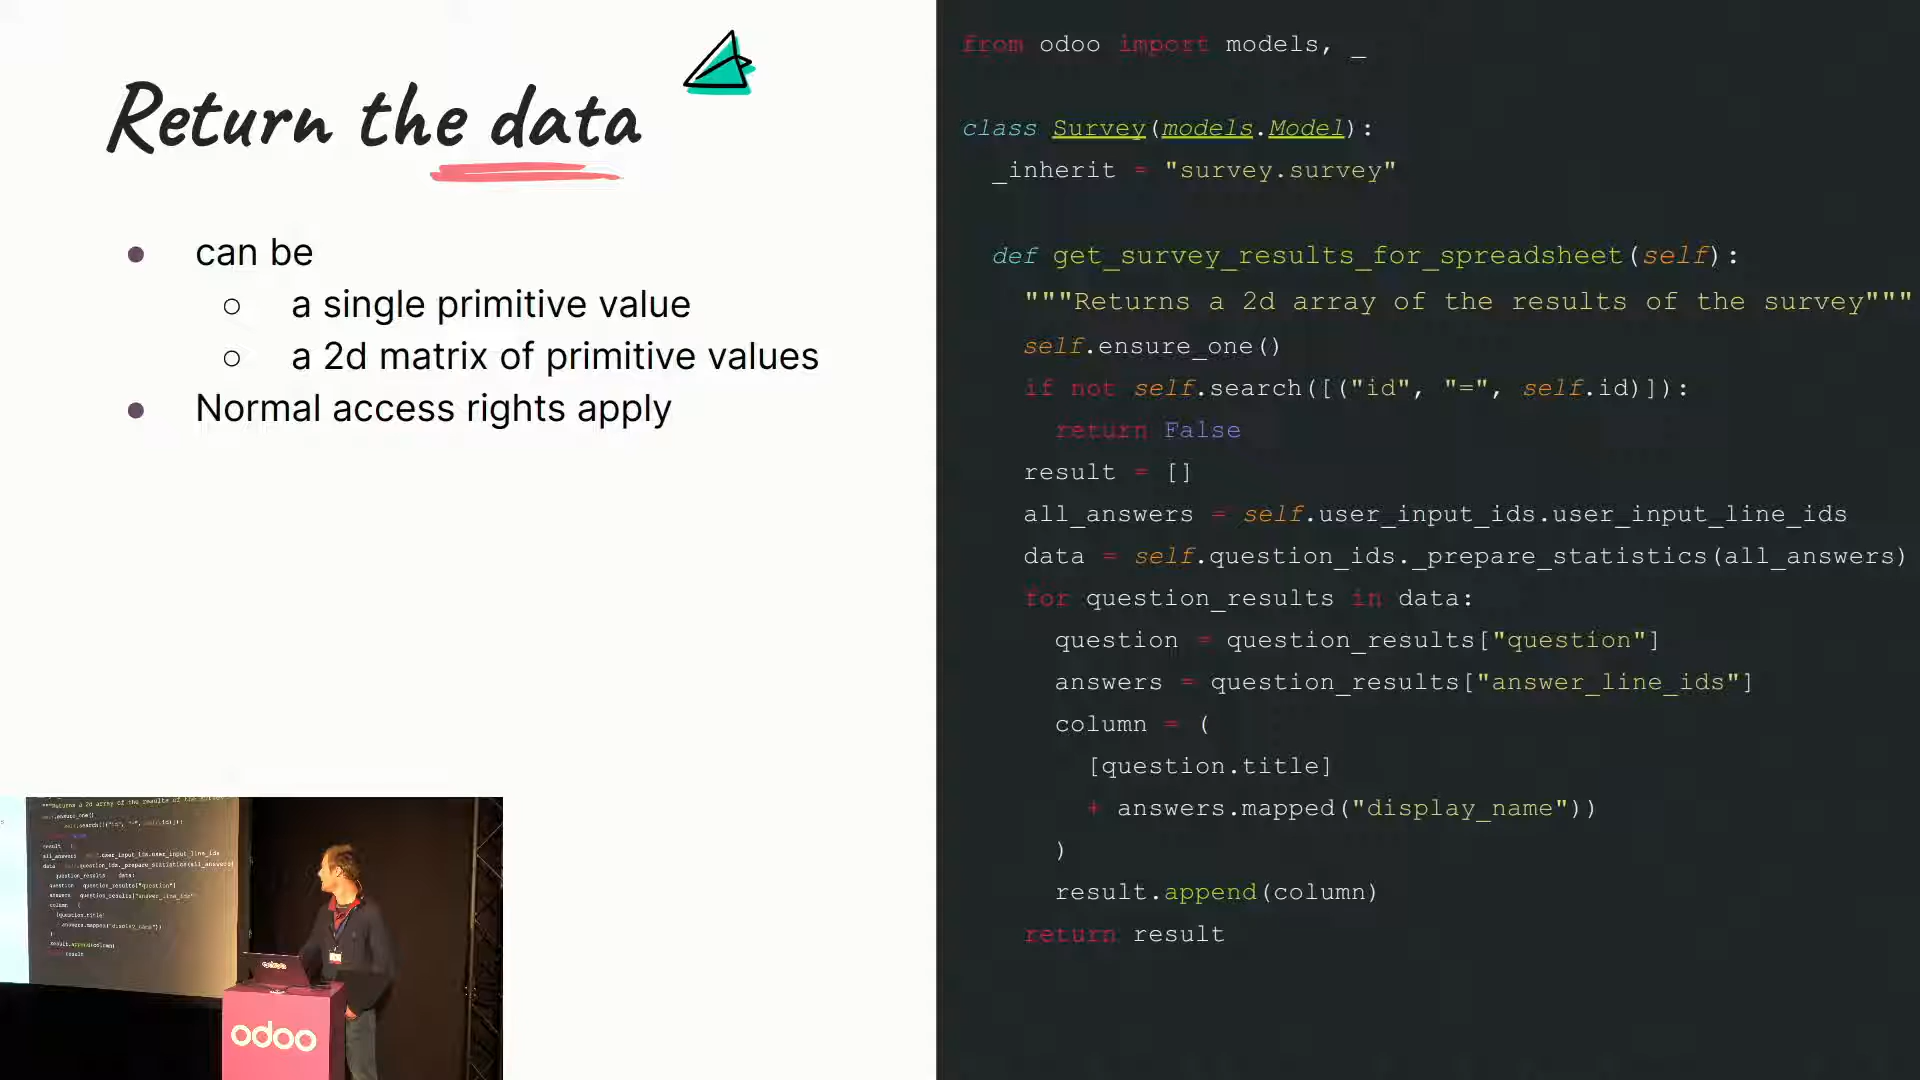 Return the data
can be
a single primitive value
a 2d matrix of primitive values
Normal access rights apply
from odoo import models, _
class Survey(models.Model):
_inherit = "survey.survey"
def get_survey_results_for_spreadsheet(self):
"""Returns a 2d array of the results of the survey"""
self.ensure_one()
if not self.search([("id", "=", self.id)]):
return False
result = []
all_answers = self.user_input_ids.user_input_line_ids
data = self.question_ids._prepare_statistics(all_answers)
for question_results in data:
question = question_results["question"]
answers = question_results["answer_line_ids"]
column = (
[question.title]
+ answers.mapped("display_name"))
)
result.append(column)
return result
odoo